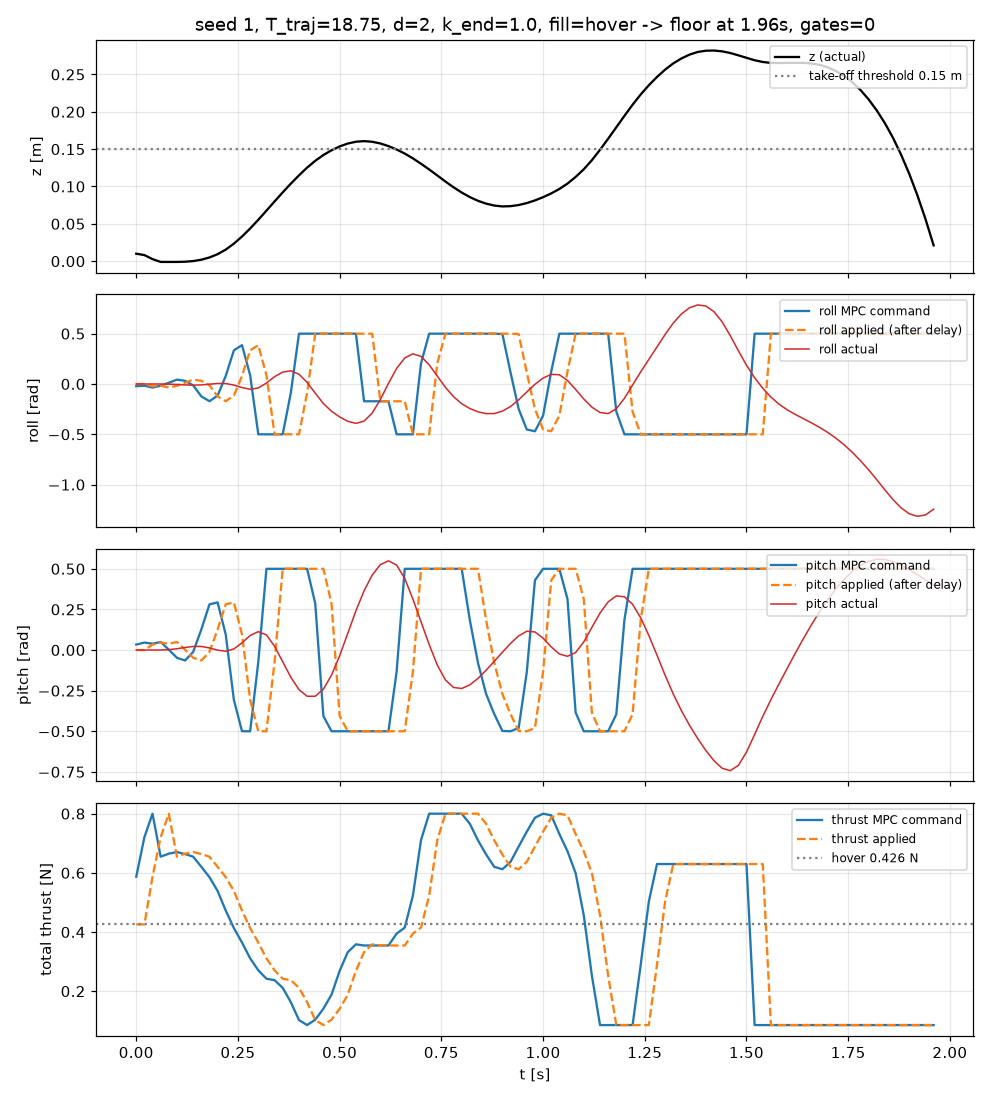 seed 1, T_traj=18.75, d=2, k_end=1.0, fill=hover -> floor at 1.96s, gates=0
z [m]
0.25
0.20
0.15
0.10
0.05
0.00
z (actual)
take-off threshold 0.15 m
roll [rad]
0.5
0.0
−0.5
−1.0
roll MPC command
roll applied (after delay)
roll actual
pitch [rad]
0.50
0.25
0.00
−0.25
−0.50
−0.75
pitch MPC command
pitch applied (after delay)
pitch actual
total thrust [N]
0.8
0.6
0.4
0.2
thrust MPC command
thrust applied
hover 0.426 N
0.00 0.25 0.50 0.75 1.00 1.25 1.50 1.75 2.00
t [s]